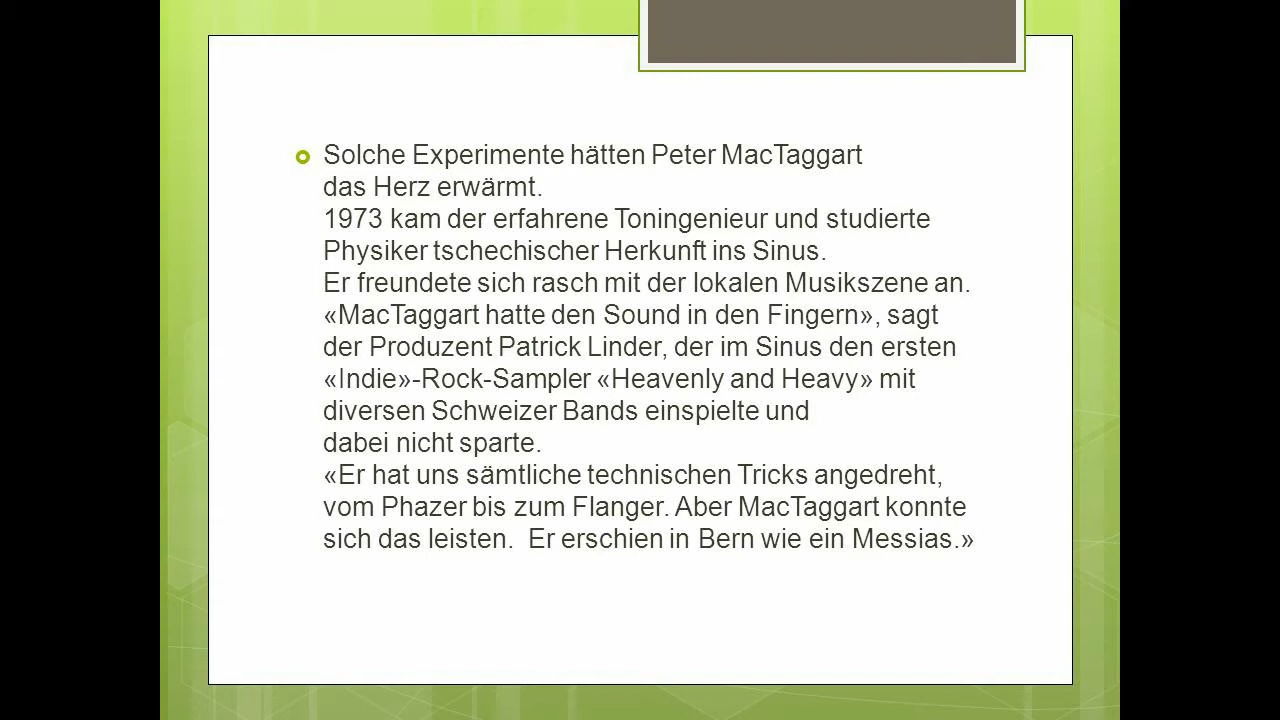 Solche Experimente hätten Peter MacTaggart
das Herz erwärmt.
1973 kam der erfahrene Toningenieur und studierte
Physiker tschechischer Herkunft ins Sinus.
Er freundete sich rasch mit der lokalen Musikszene an.
«MacTaggart hatte den Sound in den Fingern», sagt
der Produzent Patrick Linder, der im Sinus den ersten
«Indie»-Rock-Sampler «Heavenly and Heavy» mit
diversen Schweizer Bands einspielte und
dabei nicht sparte.
«Er hat uns sämtliche technischen Tricks angedreht,
vom Phazer bis zum Flanger. Aber MacTaggart konnte
sich das leisten.  Er erschien in Bern wie ein Messias.»